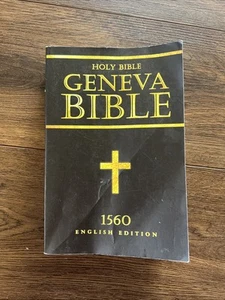 HOLY BIBLE
GENEVA
BIBLE
1560
ENGLISH EDITION